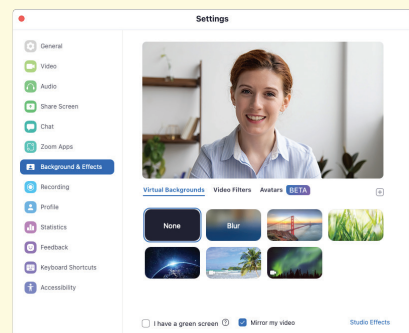 Settings
General
Video
Audio
Share Screen
Chat
Zoom Apps
Background & Effects
Recording
Profile
Statistics
Feedback
Keyboard Shortcuts
Accessibility
Virtual Backgrounds Video Filters Avatars BETA
None Blur
I have a green screen ? Mirror my video Studio Effects